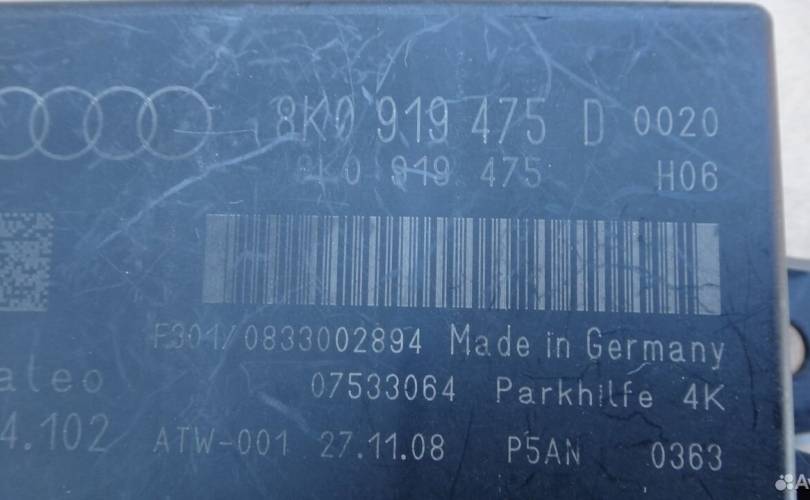 8K0 919 475 D 0020
8K0 919 475 H06
F301/0833002894 Made in Germany
aleo 07533064 Parkhilfe 4K
4.102 ATW-001 27.11.08 P5AN 0363